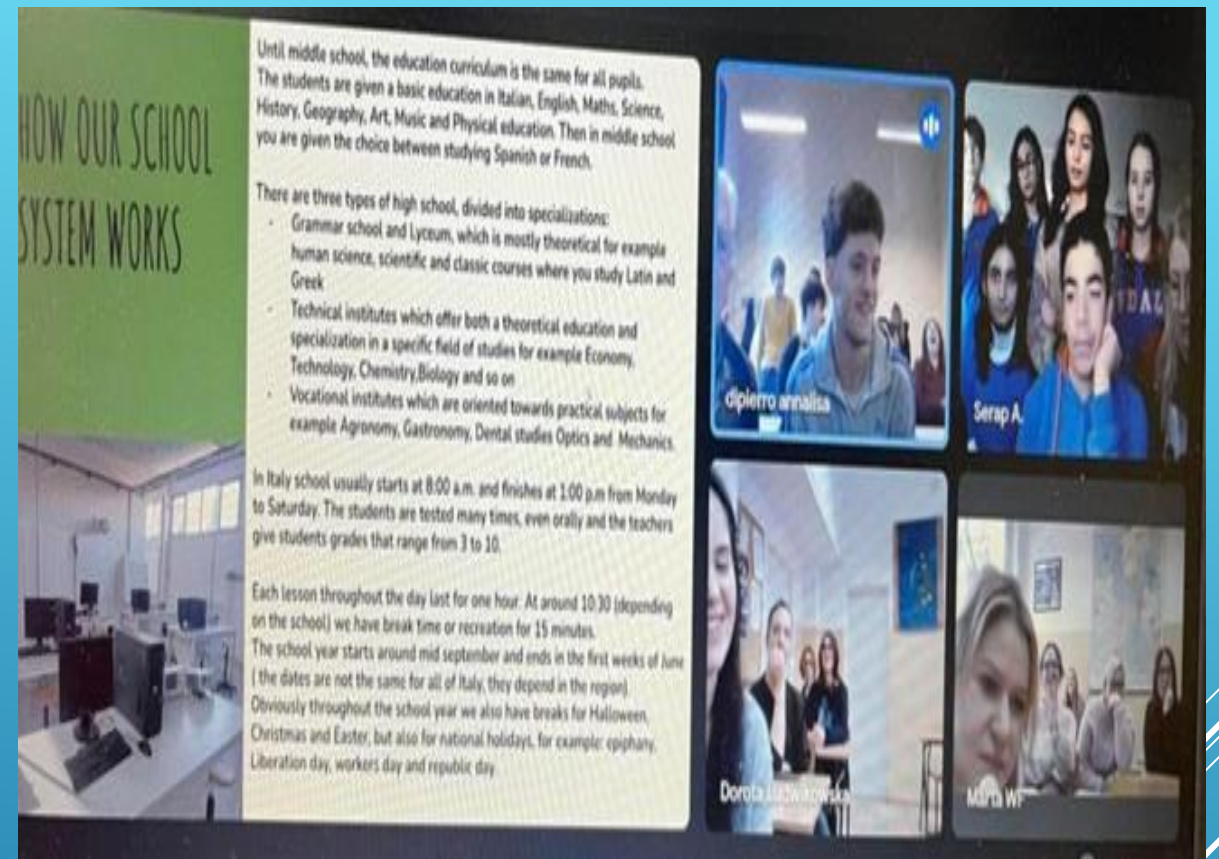 HOW OUR SCHOOL
SYSTEM WORKS
Until middle school, the education curriculum is the same for all pupils.
The students are given a basic education in Italian, English, Maths, Science,
History, Geography, Art, Music and Physical education. Then in middle school
you are given the choice between studying Spanish or French.
There are three types of high school, divided into specializations:
- Grammar school and Lyceum, which is mostly theoretical for example
human science, scientific and classic courses where you study Latin and
Greek
- Technical institutes which offer both a theoretical education and
specialization in a specific field of studies for example Economy,
Technology, Chemistry,Biology and so on
- Vocational institutes which are oriented towards practical subjects for
example Agronomy, Gastronomy, Dental studies Optics and Mechanics.
In Italy school usually starts at 8:00 a.m. and finishes at 1:00 p.m from Monday
to Saturday. The students are tested many times, even orally and the teachers
give students grades that range from 3 to 10.
Each lesson throughout the day last for one hour. At around 10:30 (depending
on the school) we have break time or recreation for 15 minutes.
The school year starts around mid september and ends in the first weeks of June
( the dates are not the same for all of Italy, they depend in the region)
Obviously throughout the school year we also have breaks for Halloween,
Christmas and Easter, but also for national holidays, for example: epiphany,
Liberation day, workers day and republic day.
dipierro annalisa
Serap A.
Dorota Ludwikowska
Marta WF
DAL